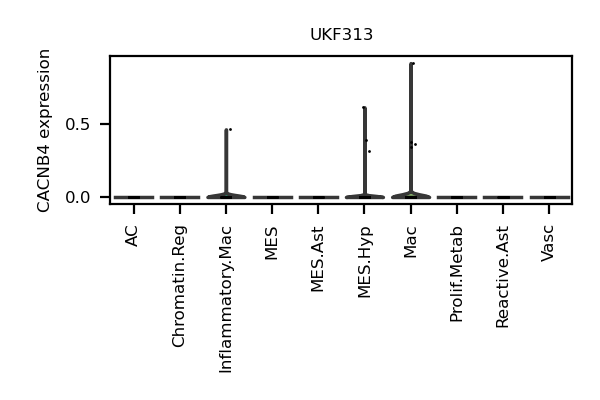 UKF313
CACNB4 expression
0.5
0.0
AC
Chromatin.Reg
Inflammatory.Mac
MES
MES.Ast
MES.Hyp
Mac
Prolif.Metab
Reactive.Ast
Vasc